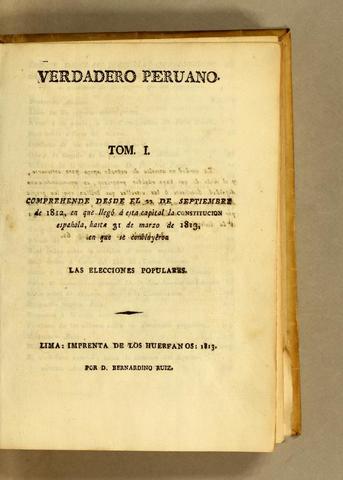 VERDADERO PERUANO.
TOM. I.
COMPREHENDE DESDE EL 22 DE SEPTIEMBRE
de 1812, en que llegó á esta capital la CONSTITUCION
española, hasta 31 de marzo de 1813,
en que se concluyeron
LAS ELECCIONES POPULARES.
LIMA: IMPRENTA DE LOS HUERFANOS: 1813.
POR D. BERNARDINO RUIZ.